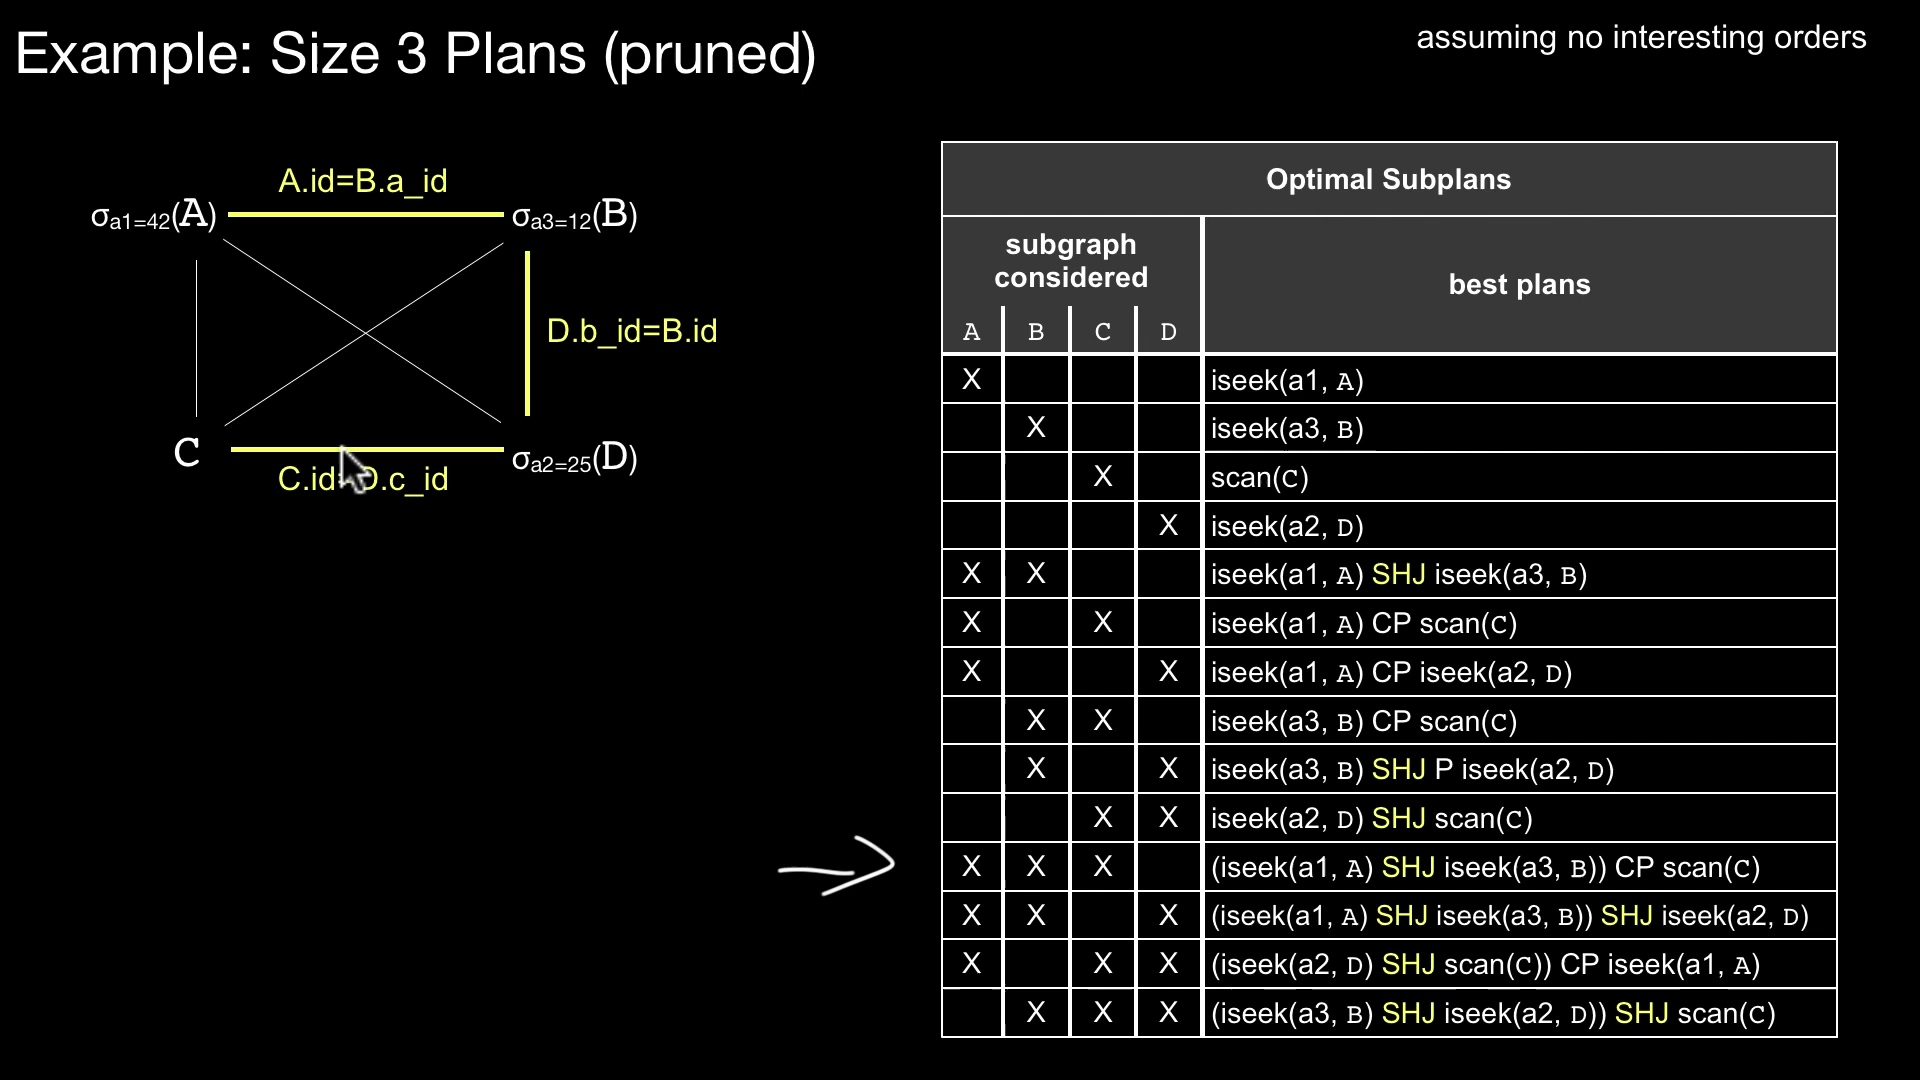 Example: Size 3 Plans (pruned)
assuming no interesting orders
A.id=B.a_id
σa1=42(A)
σa3=12(B)
D.b_id=B.id
C
σa2=25(D)
C.id=D.c_id
Optimal Subplans
subgraph
considered
best plans
A B C D
X iseek(a1, A)
X iseek(a3, B)
X scan(C)
X iseek(a2, D)
X X iseek(a1, A) SHJ iseek(a3, B)
X X iseek(a1, A) CP scan(C)
X X iseek(a1, A) CP iseek(a2, D)
X X iseek(a3, B) CP scan(C)
X X iseek(a3, B) SHJ P iseek(a2, D)
X X iseek(a2, D) SHJ scan(C)
X X X (iseek(a1, A) SHJ iseek(a3, B)) CP scan(C)
X X X (iseek(a1, A) SHJ iseek(a3, B)) SHJ iseek(a2, D)
X X X (iseek(a2, D) SHJ scan(C)) CP iseek(a1, A)
X X X (iseek(a3, B) SHJ iseek(a2, D)) SHJ scan(C)